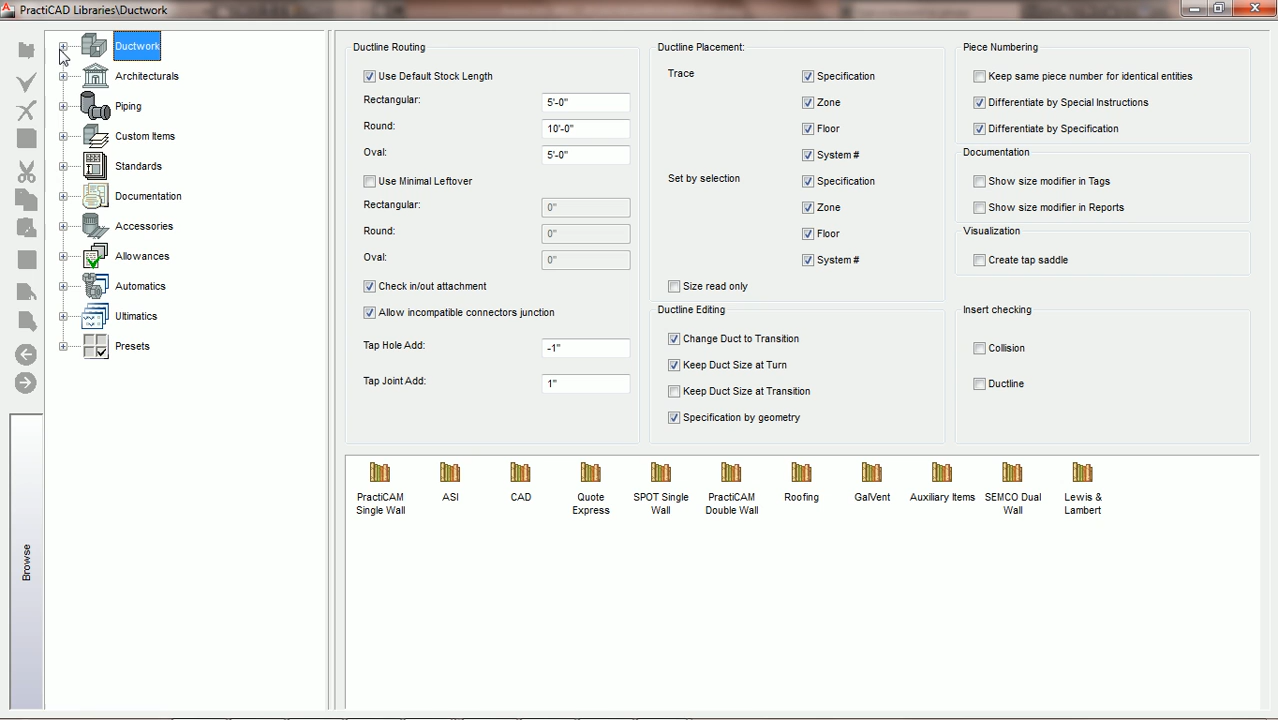 PractiCAD Libraries\Ductwork
Ductwork
Architecturals
Piping
Custom Items
Standards
Documentation
Accessories
Allowances
Automatics
Ultimatics
Presets
Browse
Ductline Routing
Use Default Stock Length
Rectangular: 5'-0"
Round: 10'-0"
Oval: 5'-0"
Use Minimal Leftover
Rectangular: 0"
Round: 0"
Oval: 0"
Check in/out attachment
Allow incompatible connectors junction
Tap Hole Add: -1"
Tap Joint Add: 1"
Ductline Placement:
Trace
Specification
Zone
Floor
System #
Set by selection
Specification
Zone
Floor
System #
Size read only
Ductline Editing
Change Duct to Transition
Keep Duct Size at Turn
Keep Duct Size at Transition
Specification by geometry
Piece Numbering
Keep same piece number for identical entities
Differentiate by Special Instructions
Differentiate by Specification
Documentation
Show size modifier in Tags
Show size modifier in Reports
Visualization
Create tap saddle
Insert checking
Collision
Ductline
PractiCAM
Single Wall
ASI
CAD
Quote
Express
SPOT Single
Wall
PractiCAM
Double Wall
Roofing
GalVent
Auxiliary Items
SEMCO Dual
Wall
Lewis &
Lambert